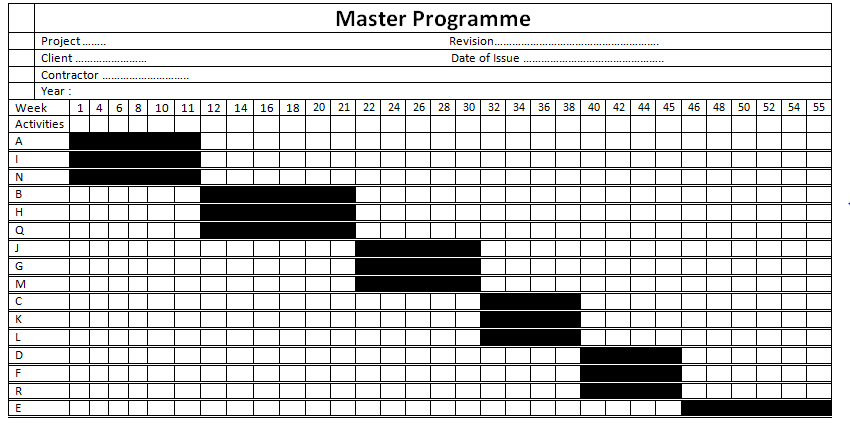 Master Programme
Project........ Revision.......................................................
Client ........................ Date of Issue ...............................................
Contractor .............................
Year :
Week 1 4 6 8 10 11 12 14 16 18 20 21 22 24 26 28 30 32 34 36 38 40 42 44 45 46 48 50 52 54 55
Activities
A
I
N
B
H
Q
J
G
M
C
K
L
D
F
R
E